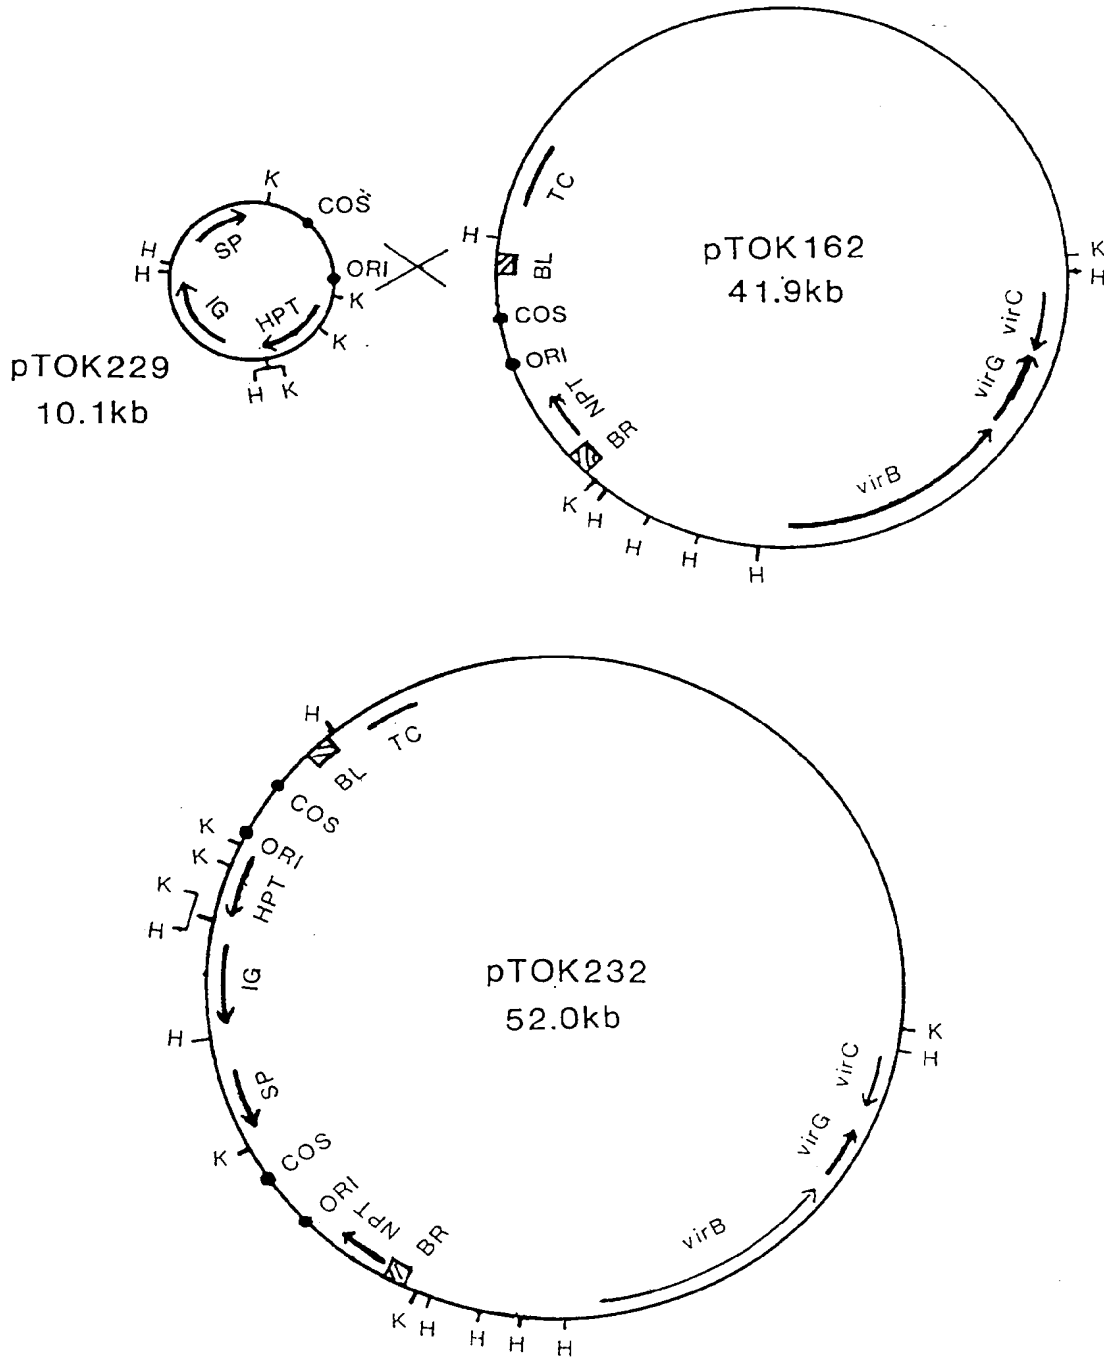 K
COS
SP
H
H
ORI
K
IG
HPT
K
H
K
pTOK229
10.1kb
TC
H
BL
COS
ORI
NPT
BR
K
H
H
H
H
pTOK162
41.9kb
K
H
virC
virG
virB
H
TC
BL
COS
K
ORI
K
HPT
K
H
IG
H
SP
K
COS
ORI
NPT
BR
K
H
H
H
H
pTOK232
52.0kb
K
H
virC
virG
virB